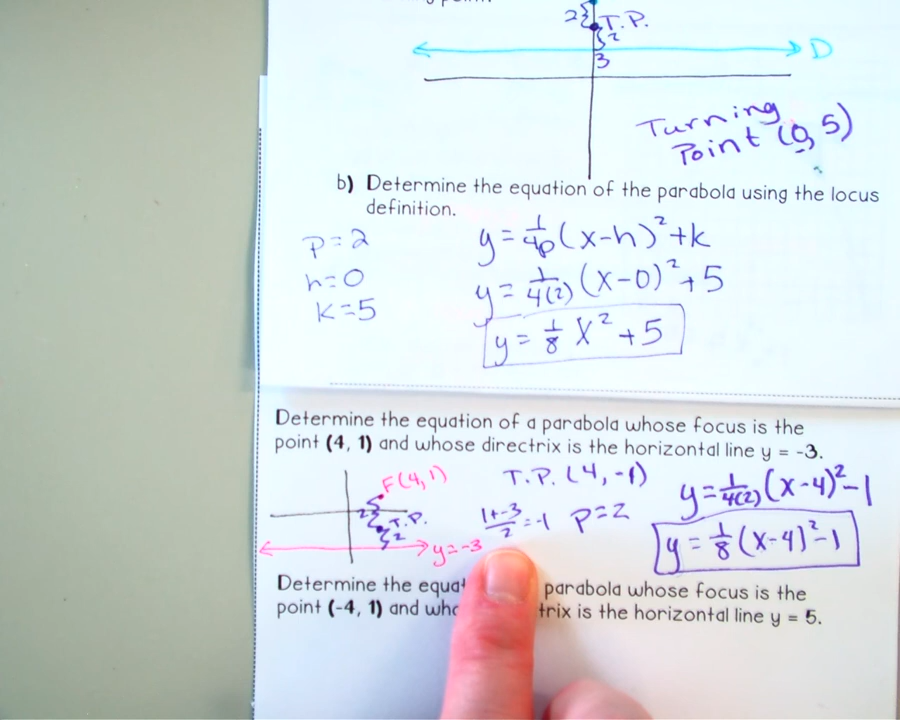 2 T.P.
2
D
3
Turning
Point (0, 5)
b) Determine the equation of the parabola using the locus
definition.
p = 2
h = 0
k = 5
y = 1/4p (x-h)² + k
y = 1/4(2) (x-0)² + 5
y = 1/8 x² + 5
Determine the equation of a parabola whose focus is the
point (4, 1) and whose directrix is the horizontal line y = -3.
F(4,1)
2
T.P.
2
y = -3
T.P. (4, -1)
1+-3/2 = -1 P = 2
y = 1/4(2) (x-4)² - 1
y = 1/8 (x-4)² - 1
Determine the parabola whose focus is the
point (-4, 1) and is the horizontal line y = 5.